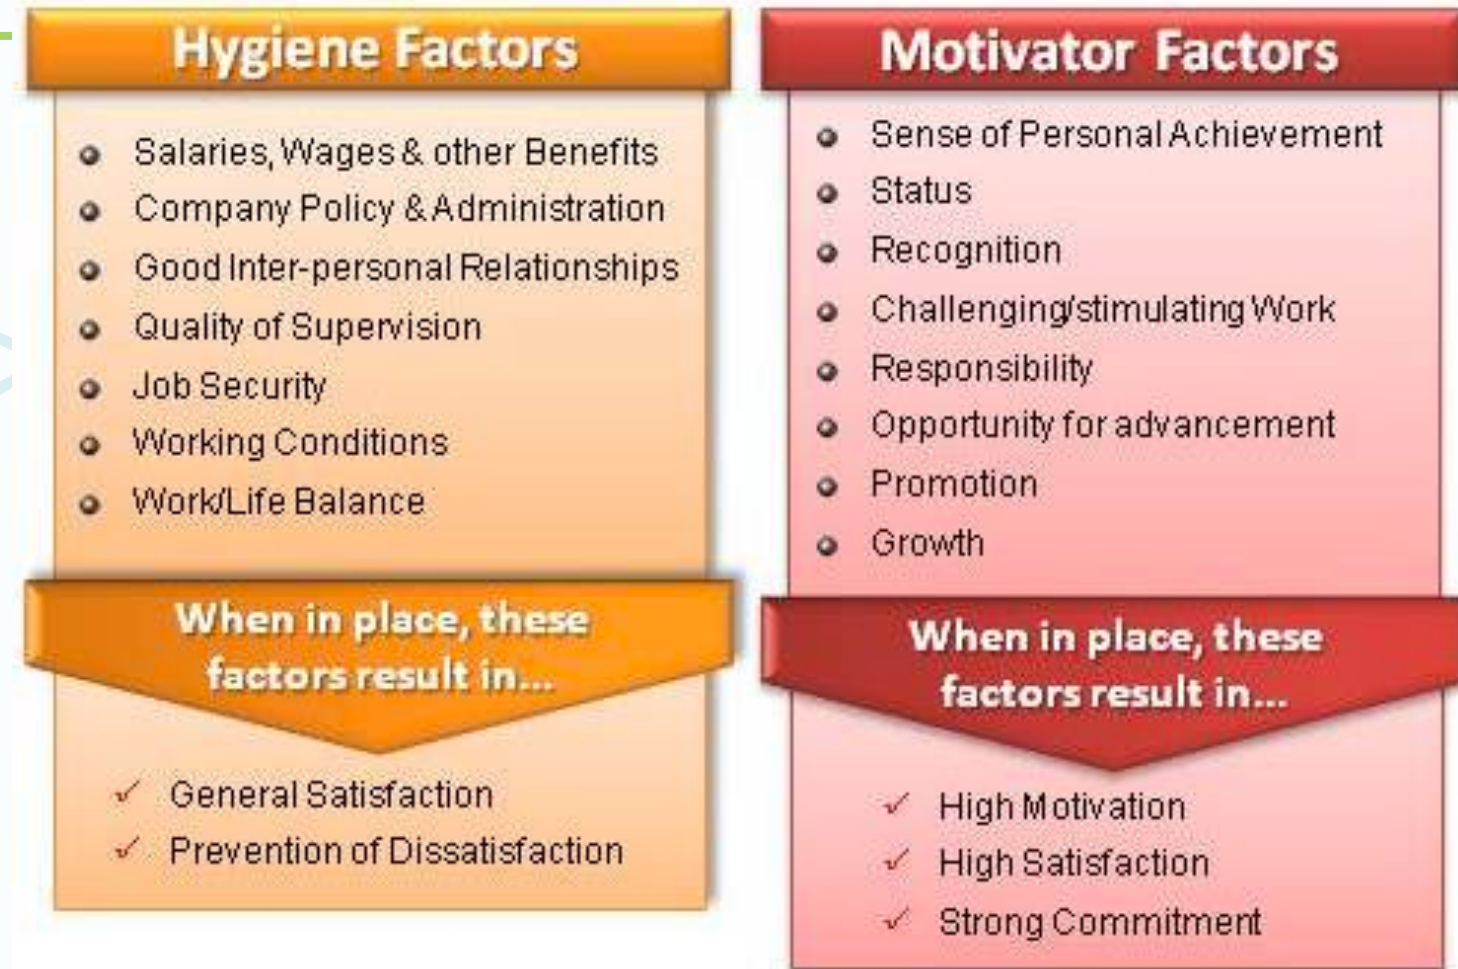 Hygiene Factors
Salaries, Wages & other Benefits
Company Policy & Administration
Good Inter-personal Relationships
Quality of Supervision
Job Security
Working Conditions
Work/Life Balance
When in place, these
factors result in...
General Satisfaction
Prevention of Dissatisfaction
Motivator Factors
Sense of Personal Achievement
Status
Recognition
Challenging/stimulating Work
Responsibility
Opportunity for advancement
Promotion
Growth
When in place, these
factors result in...
High Motivation
High Satisfaction
Strong Commitment